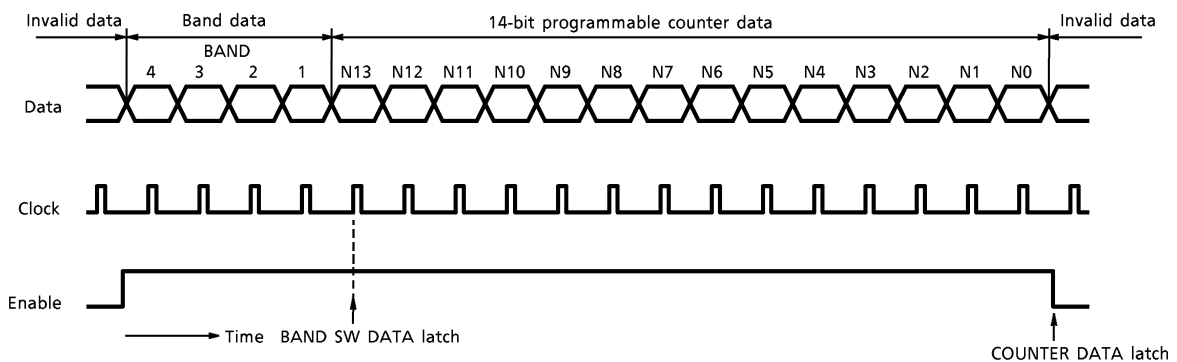 Invalid data Band data 14-bit programmable counter data Invalid data
BAND
4 3 2 1 N13 N12 N11 N10 N9 N8 N7 N6 N5 N4 N3 N2 N1 N0
Data
Clock
Enable
Time BAND SW DATA latch
COUNTER DATA latch